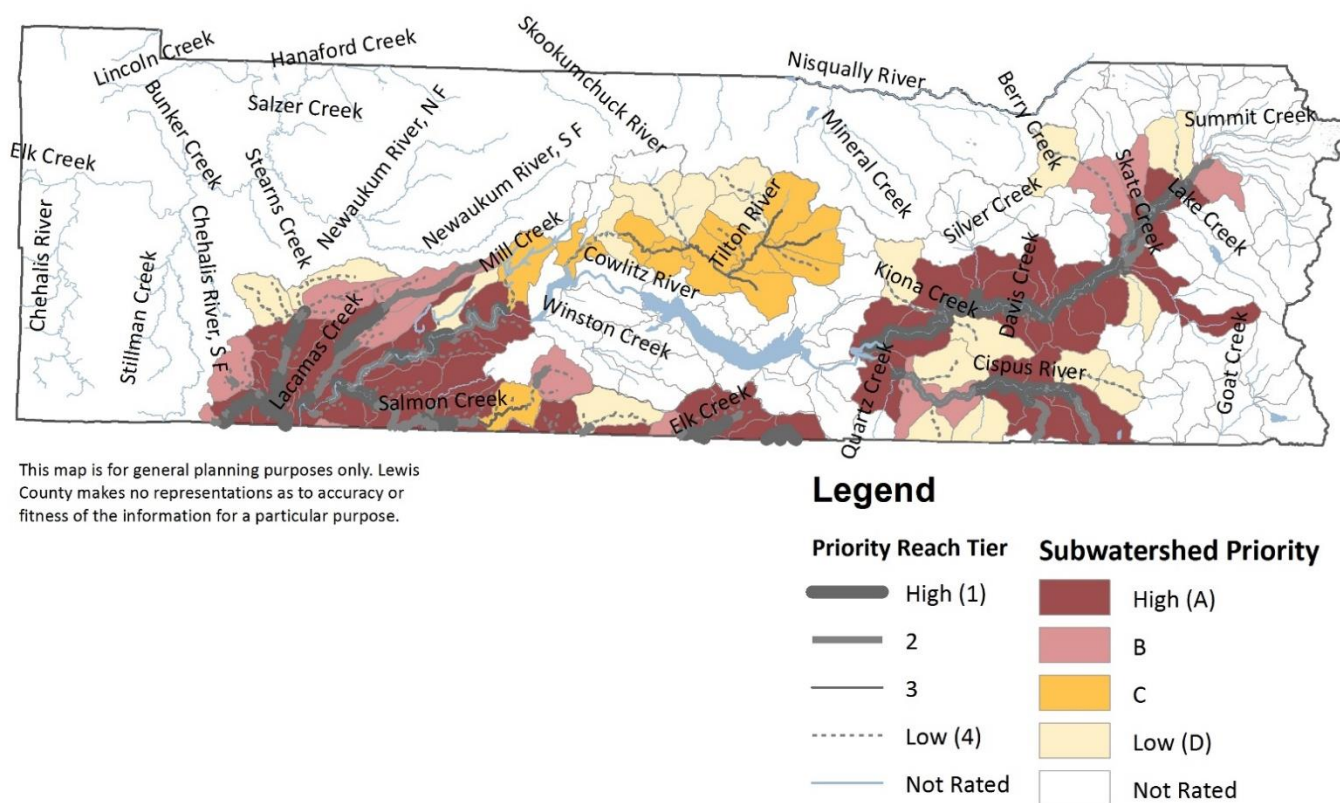 Lincoln Creek
Hanaford Creek
Skookumchuck River
Nisqually River
Bunker Creek
Salzer Creek
Berry Creek
Summit Creek
Elk Creek
Stearns Creek
Newaukum River, N F
Newaukum River, S F
Mineral Creek
Skate Creek
Lake Creek
Chehalis River
Stillman Creek
Chehalis River, S F
Mill Creek
Cowlitz River
Tilton River
Silver Creek
Kiona Creek
Davis Creek
Winston Creek
Lacamas Creek
Salmon Creek
Elk Creek
Quartz Creek
Cispus River
Goat Creek
This map is for general planning purposes only. Lewis
County makes no representations as to accuracy or
fitness of the information for a particular purpose.
Legend
Priority Reach Tier
High (1)
2
3
Low (4)
Not Rated
Subwatershed Priority
High (A)
B
C
Low (D)
Not Rated